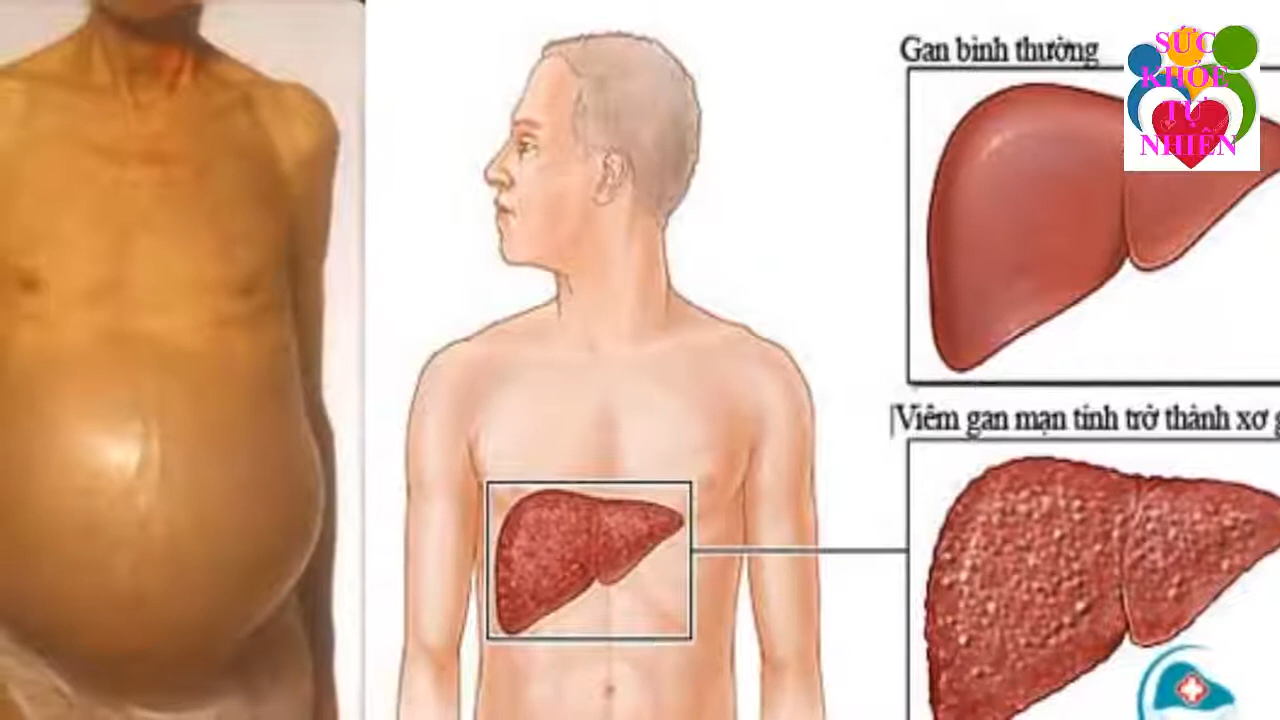 Gan bình thường
SỨC
KHỎE
TỰ
NHIÊN
Viêm gan mạn tính trở thành xơ